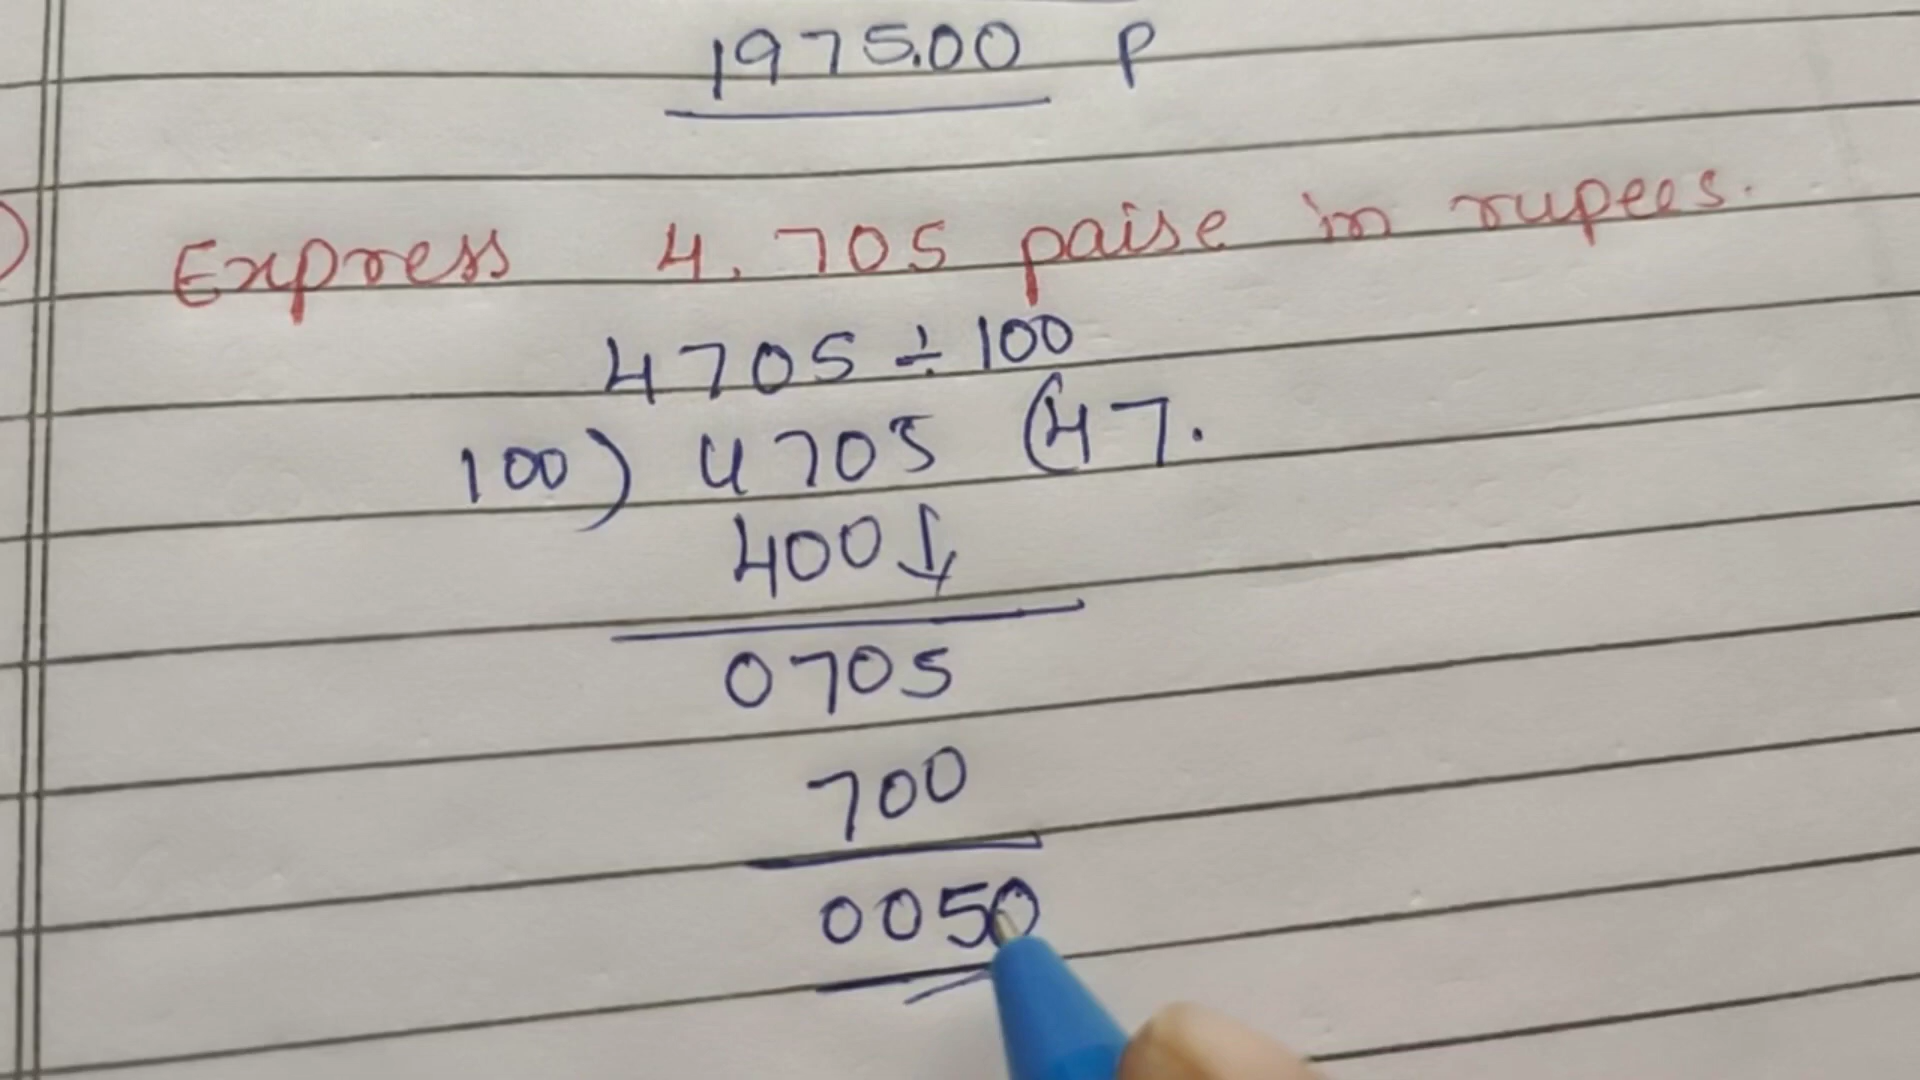 1975.00 P
) Express 4.705 paise in rupees.
4705 ÷ 100
100) 4705 (47.
400↓
0705
700
0050